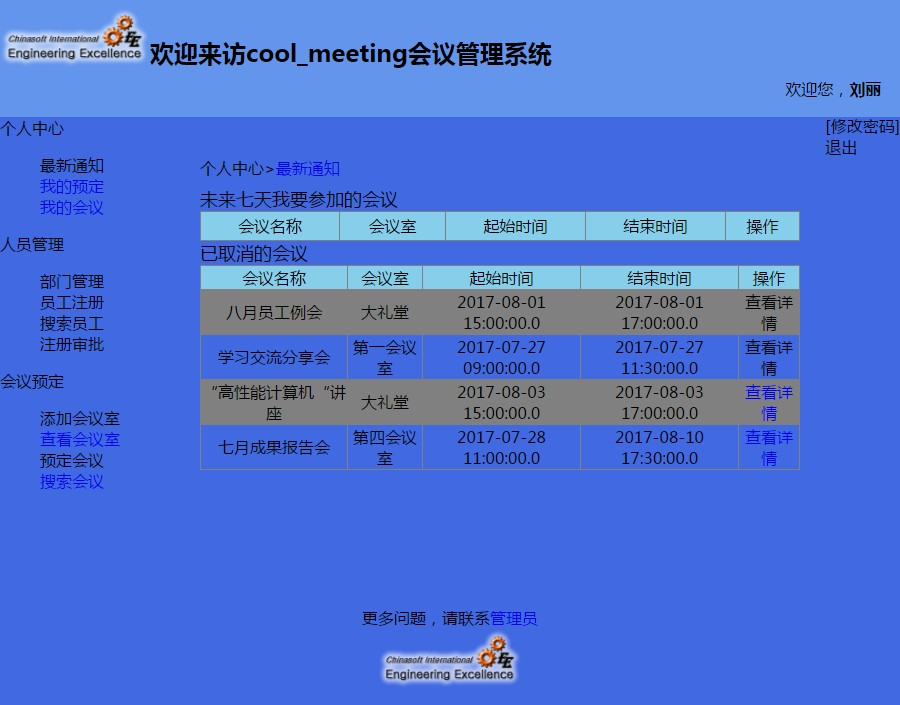 Chinasoft International
Engineering Excellence
欢迎来访cool_meeting会议管理系统
欢迎您，刘丽
[修改密码]
退出
个人中心
最新通知
我的预定
我的会议
人员管理
部门管理
员工注册
搜索员工
注册审批
会议预定
添加会议室
查看会议室
预定会议
搜索会议
个人中心>最新通知
未来七天我要参加的会议
会议名称 会议室 起始时间 结束时间 操作
已取消的会议
会议名称 会议室 起始时间 结束时间 操作
八月员工例会 大礼堂 2017-08-01 15:00:00.0 2017-08-01 17:00:00.0 查看详情
学习交流分享会 第一会议室 2017-07-27 09:00:00.0 2017-07-27 11:30:00.0 查看详情
“高性能计算机“讲座 大礼堂 2017-08-03 15:00:00.0 2017-08-03 17:00:00.0 查看详情
七月成果报告会 第四会议室 2017-07-28 11:00:00.0 2017-08-10 17:30:00.0 查看详情
更多问题，请联系管理员
Chinasoft International
Engineering Excellence